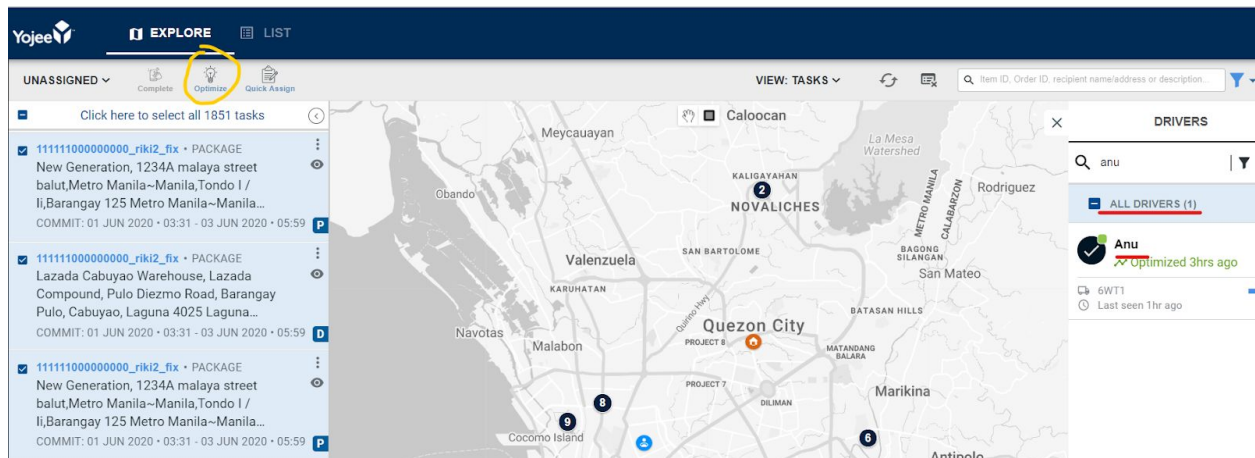 Yojee
EXPLORE
LIST
UNASSIGNED
Complete
Optimize
Quick Assign
VIEW: TASKS
Item ID, Order ID, recipient name/address or description...
Click here to select all 1851 tasks
111111000000000_riki2_fix • PACKAGE
New Generation, 1234A malaya street
balut,Metro Manila~Manila,Tondo I /
Ii,Barangay 125 Metro Manila~Manila...
COMMIT: 01 JUN 2020 • 03:31 - 03 JUN 2020 • 05:59 P
111111000000000_riki2_fix • PACKAGE
Lazada Cabuyao Warehouse, Lazada
Compound, Pulo Diezmo Road, Barangay
Pulo, Cabuyao, Laguna 4025 Laguna...
COMMIT: 01 JUN 2020 • 03:31 - 03 JUN 2020 • 05:59 D
111111000000000_riki2_fix • PACKAGE
New Generation, 1234A malaya street
balut,Metro Manila~Manila,Tondo I /
Ii,Barangay 125 Metro Manila~Manila...
COMMIT: 01 JUN 2020 • 03:31 - 03 JUN 2020 • 05:59 P
Caloocan
Meycauayan
La Mesa
Watershed
KALIGAYAHAN
2
NOVALICHES
Obando
METRO MANILA
CALABARZON
Rodriguez
SAN BARTOLOME
BAGONG
SILANGAN
Valenzuela
San Mateo
KARUHATAN
Quirino Hwy
BATASAN HILLS
Navotas
Quezon City
PROJECT 8
Malabon
MATANDANG
BALARA
PROJECT 7
Marikina
DILIMAN
8
9
Cocomo Island
6
Antipolo
DRIVERS
anu
ALL DRIVERS (1)
Anu
Optimized 3hrs ago
6WT1
Last seen 1hr ago